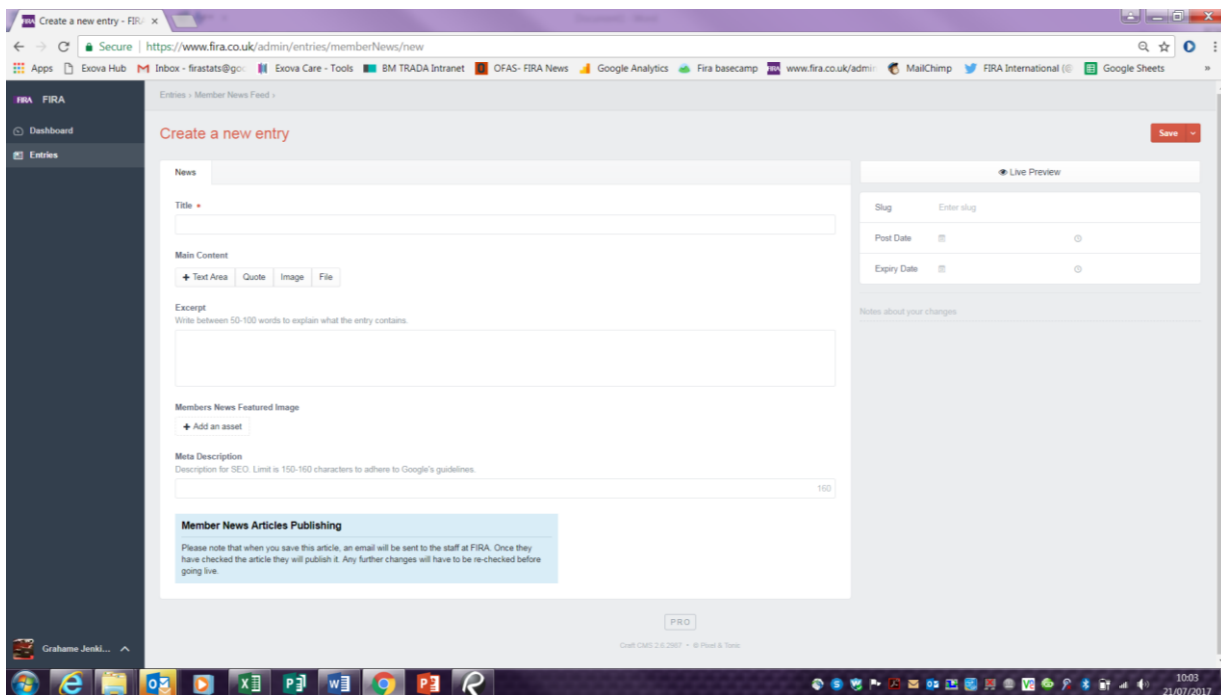 Create a new entry - FIR
Secure | https://www.fira.co.uk/admin/entries/memberNews/new
Apps Exova Hub Inbox - firastats@goo Exova Care - Tools BM TRADA Intranet OFAS- FIRA News Google Analytics Fira basecamp www.fira.co.uk/admi MailChimp FIRA International (@ Google Sheets »
FIRA FIRA
Entries › Member News Feed ›
Dashboard
Create a new entry
Save
Entries
News
Live Preview
Title *
Slug Enter slug
Post Date
Main Content
+ Text Area Quote Image File
Expiry Date
Excerpt
Write between 50-100 words to explain what the entry contains.
Notes about your changes
Members News Featured Image
+ Add an asset
Meta Description
Description for SEO. Limit is 150-160 characters to adhere to Google's guidelines.
160
Member News Articles Publishing
Please note that when you save this article, an email will be sent to the staff at FIRA. Once they
have checked the article they will publish it. Any further changes will have to be re-checked before
going live.
PRO
Craft CMS 2.6.2987 • © Pixel & Tonic
Grahame Jenki...
10:03
21/07/2017